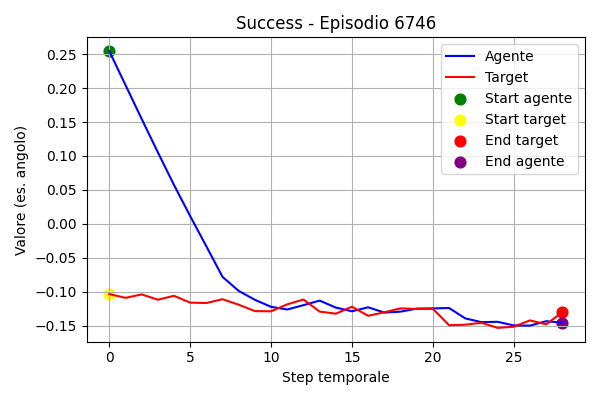 Success - Episodio 6746
Valore (es. angolo)
0.25
0.20
0.15
0.10
0.05
0.00
−0.05
−0.10
−0.15
0
5
10
15
20
25
Step temporale
Agente
Target
Start agente
Start target
End target
End agente